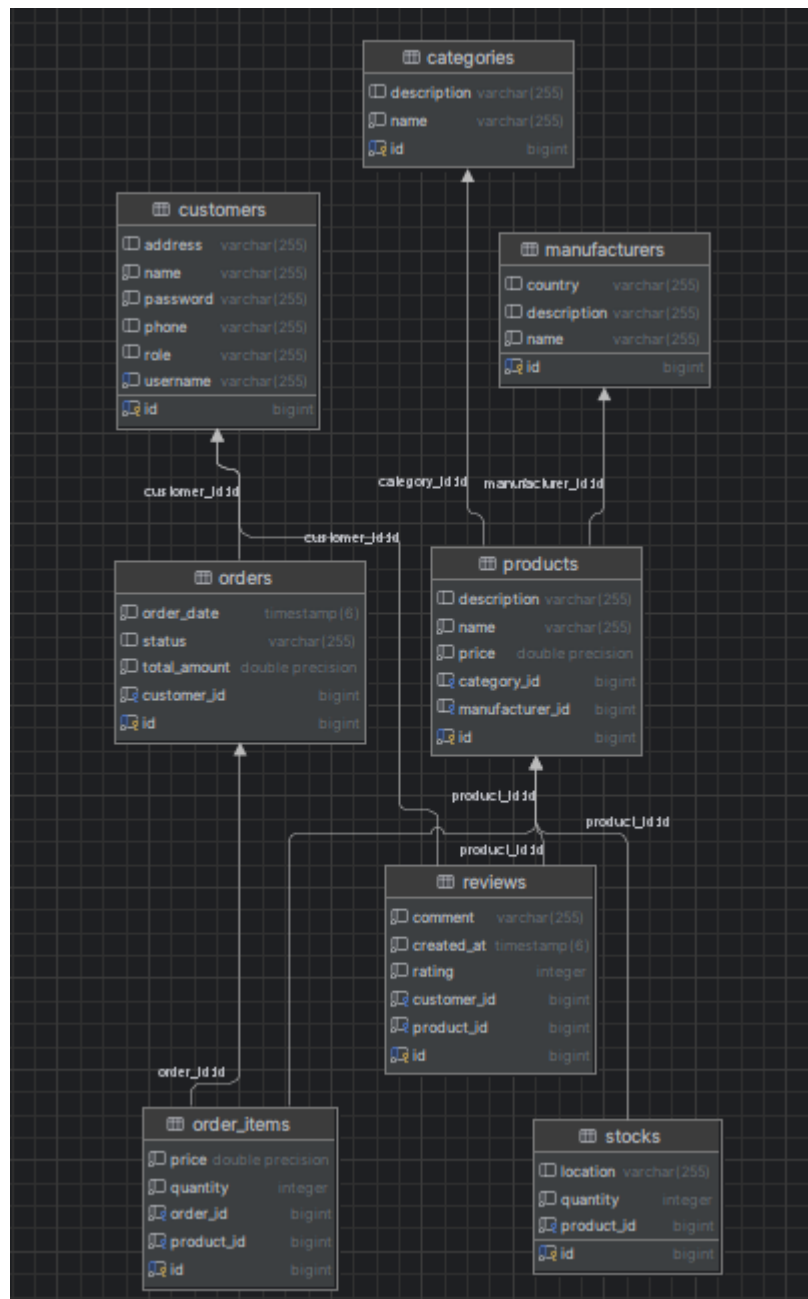 categories
description varchar(255)
name varchar(255)
id bigint
customers
address varchar(255)
name varchar(255)
password varchar(255)
phone varchar(255)
role varchar(255)
username varchar(255)
id bigint
manufacturers
country varchar(255)
description varchar(255)
name varchar(255)
id bigint
customer_id:id
category_id:id
manufacturer_id:id
customer_id:id
orders
order_date timestamp(6)
status varchar(255)
total_amount double precision
customer_id bigint
id bigint
products
description varchar(255)
name varchar(255)
price double precision
category_id bigint
manufacturer_id bigint
id bigint
product_id:id
product_id:id
product_id:id
reviews
comment varchar(255)
created_at timestamp(6)
rating integer
customer_id bigint
product_id bigint
id bigint
order_id:id
order_items
price double precision
quantity integer
order_id bigint
product_id bigint
id bigint
stocks
location varchar(255)
quantity integer
product_id bigint
id bigint